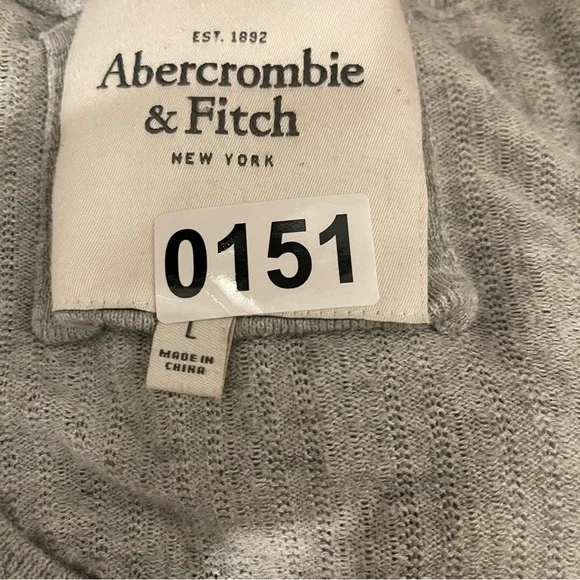 EST. 1892
Abercrombie
& Fitch
NEW YORK
0151
L
MADE IN
CHINA